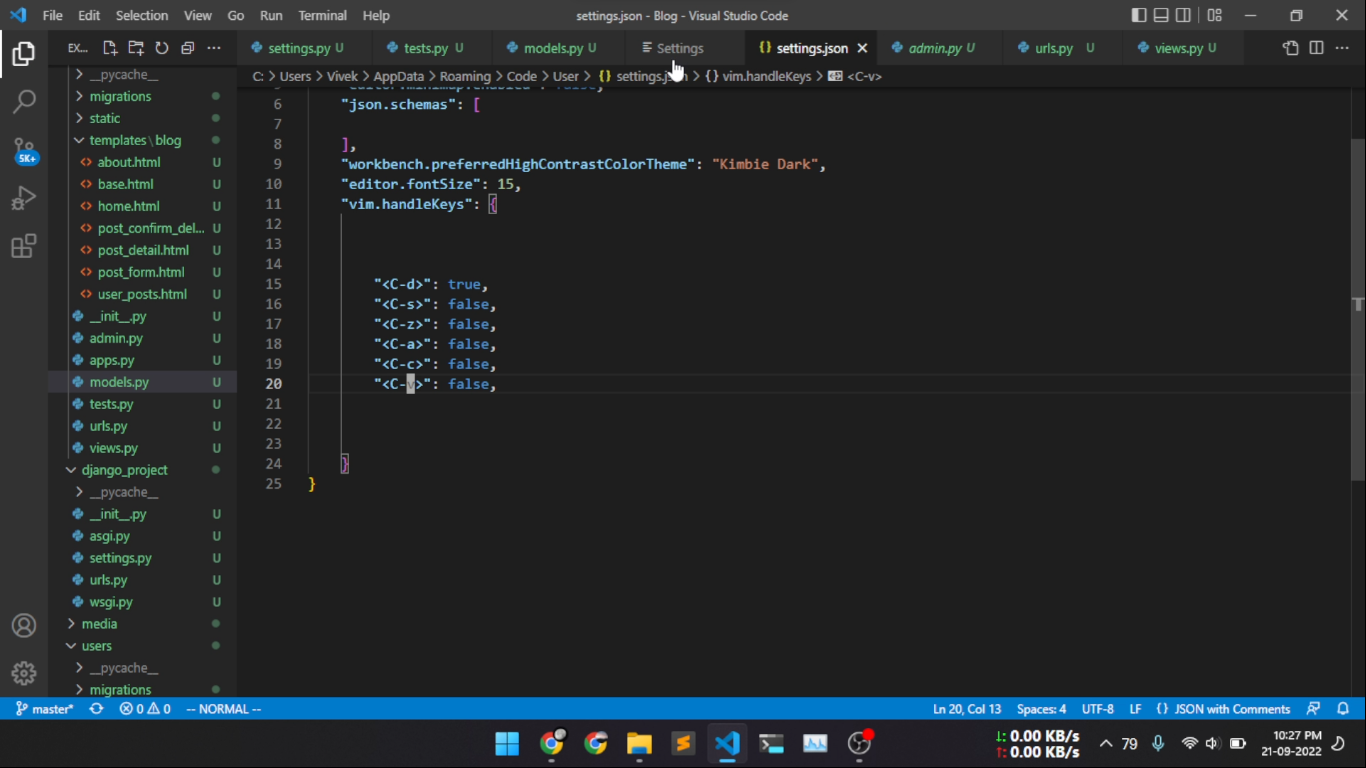 File Edit Selection View Go Run Terminal Help settings.json - Blog - Visual Studio Code
EX... settings.py U tests.py U models.py U Settings settings.json admin.py U urls.py U views.py U
C: > Users > Vivek > AppData > Roaming > Code > User > {} settings.js n > {} vim.handleKeys > <C-v>
__pycache__
migrations
static
templates \ blog
about.html U
base.html U
home.html U
post_confirm_del... U
post_detail.html U
post_form.html U
user_posts.html U
__init__.py U
admin.py U
apps.py U
models.py U
tests.py U
urls.py U
views.py U
django_project
__pycache__
__init__.py U
asgi.py U
settings.py U
urls.py U
wsgi.py U
media
users
__pycache__
migrations
5K+
6 "json.schemas": [
7
8 ],
9 "workbench.preferredHighContrastColorTheme": "Kimbie Dark",
10 "editor.fontSize": 15,
11 "vim.handleKeys": {
12
13
14
15 "<C-d>": true,
16 "<C-s>": false,
17 "<C-z>": false,
18 "<C-a>": false,
19 "<C-c>": false,
20 "<C-v>": false,
21
22
23
24 }
25 }
master* 0 0 -- NORMAL -- Ln 20, Col 13 Spaces: 4 UTF-8 LF {} JSON with Comments
↓: 0.00 KB/s
↑: 0.00 KB/s
79
10:27 PM
21-09-2022